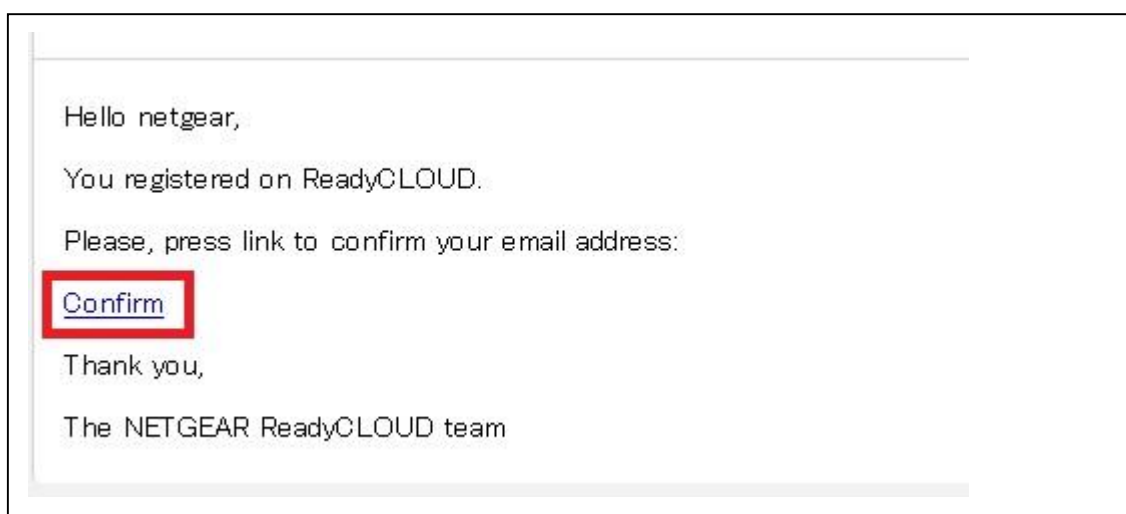 Hello netgear,
You registered on ReadyCLOUD.
Please, press link to confirm your email address:
Confirm
Thank you,
The NETGEAR ReadyCLOUD team